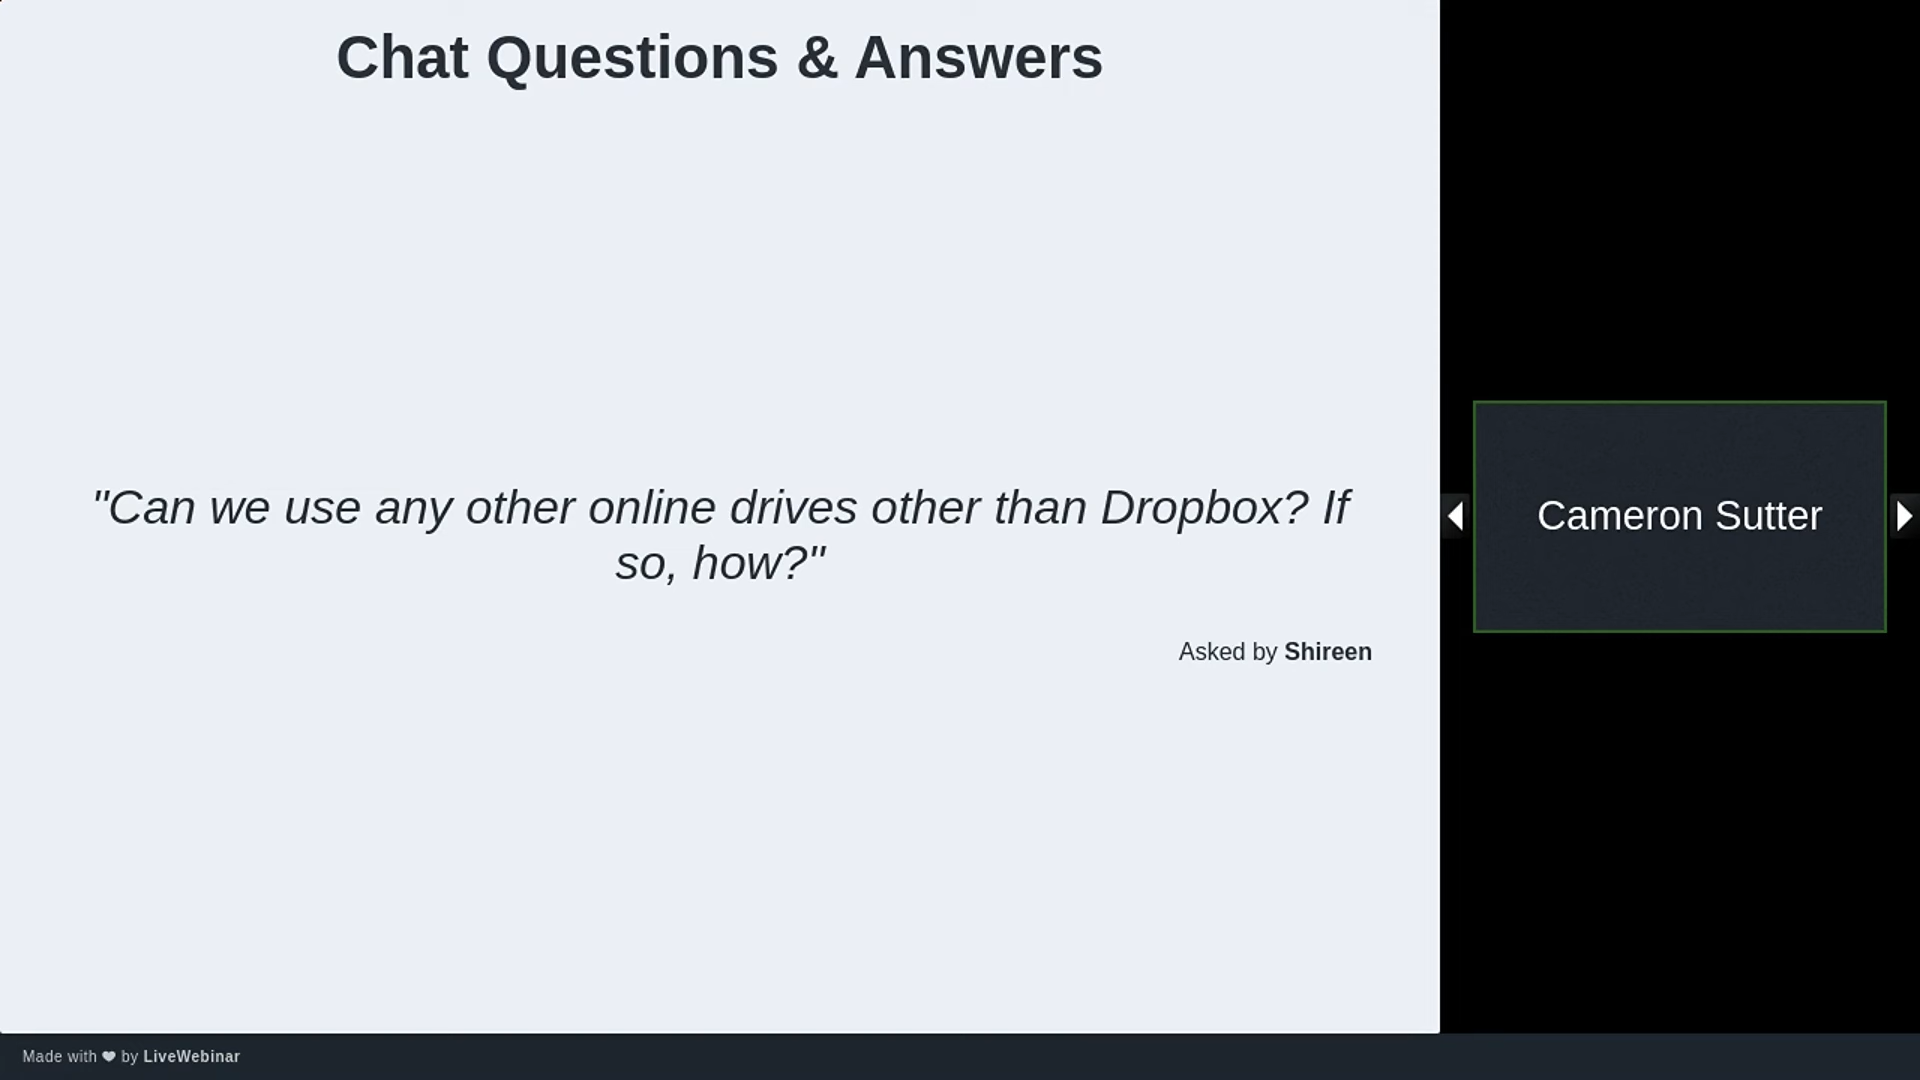 Chat Questions & Answers
"Can we use any other online drives other than Dropbox? If
so, how?"
Asked by Shireen
Cameron Sutter
Made with ❤ by LiveWebinar